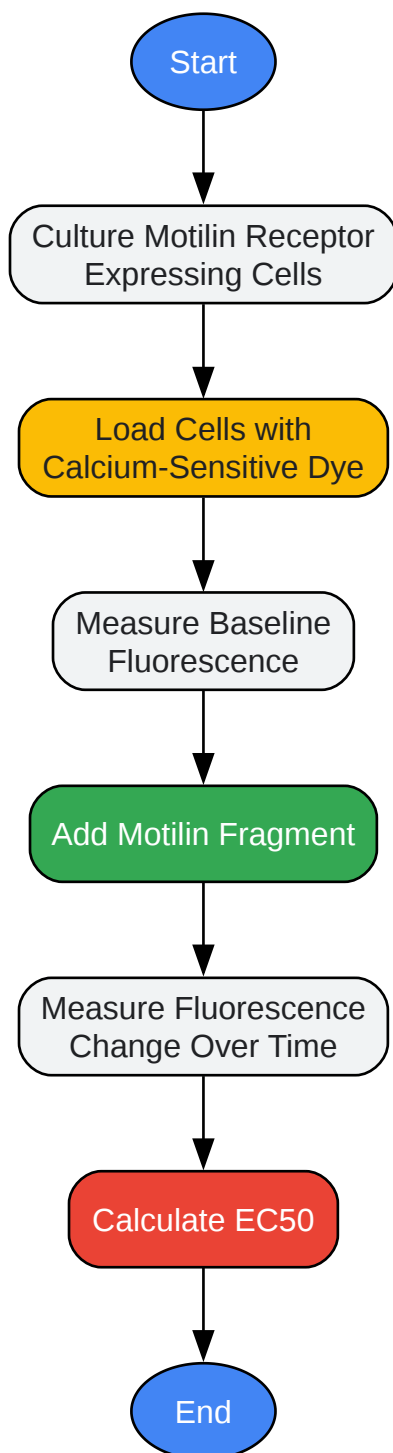 Start
Culture Motilin Receptor
Expressing Cells
Load Cells with
Calcium-Sensitive Dye
Measure Baseline
Fluorescence
Add Motilin Fragment
Measure Fluorescence
Change Over Time
Calculate EC50
End